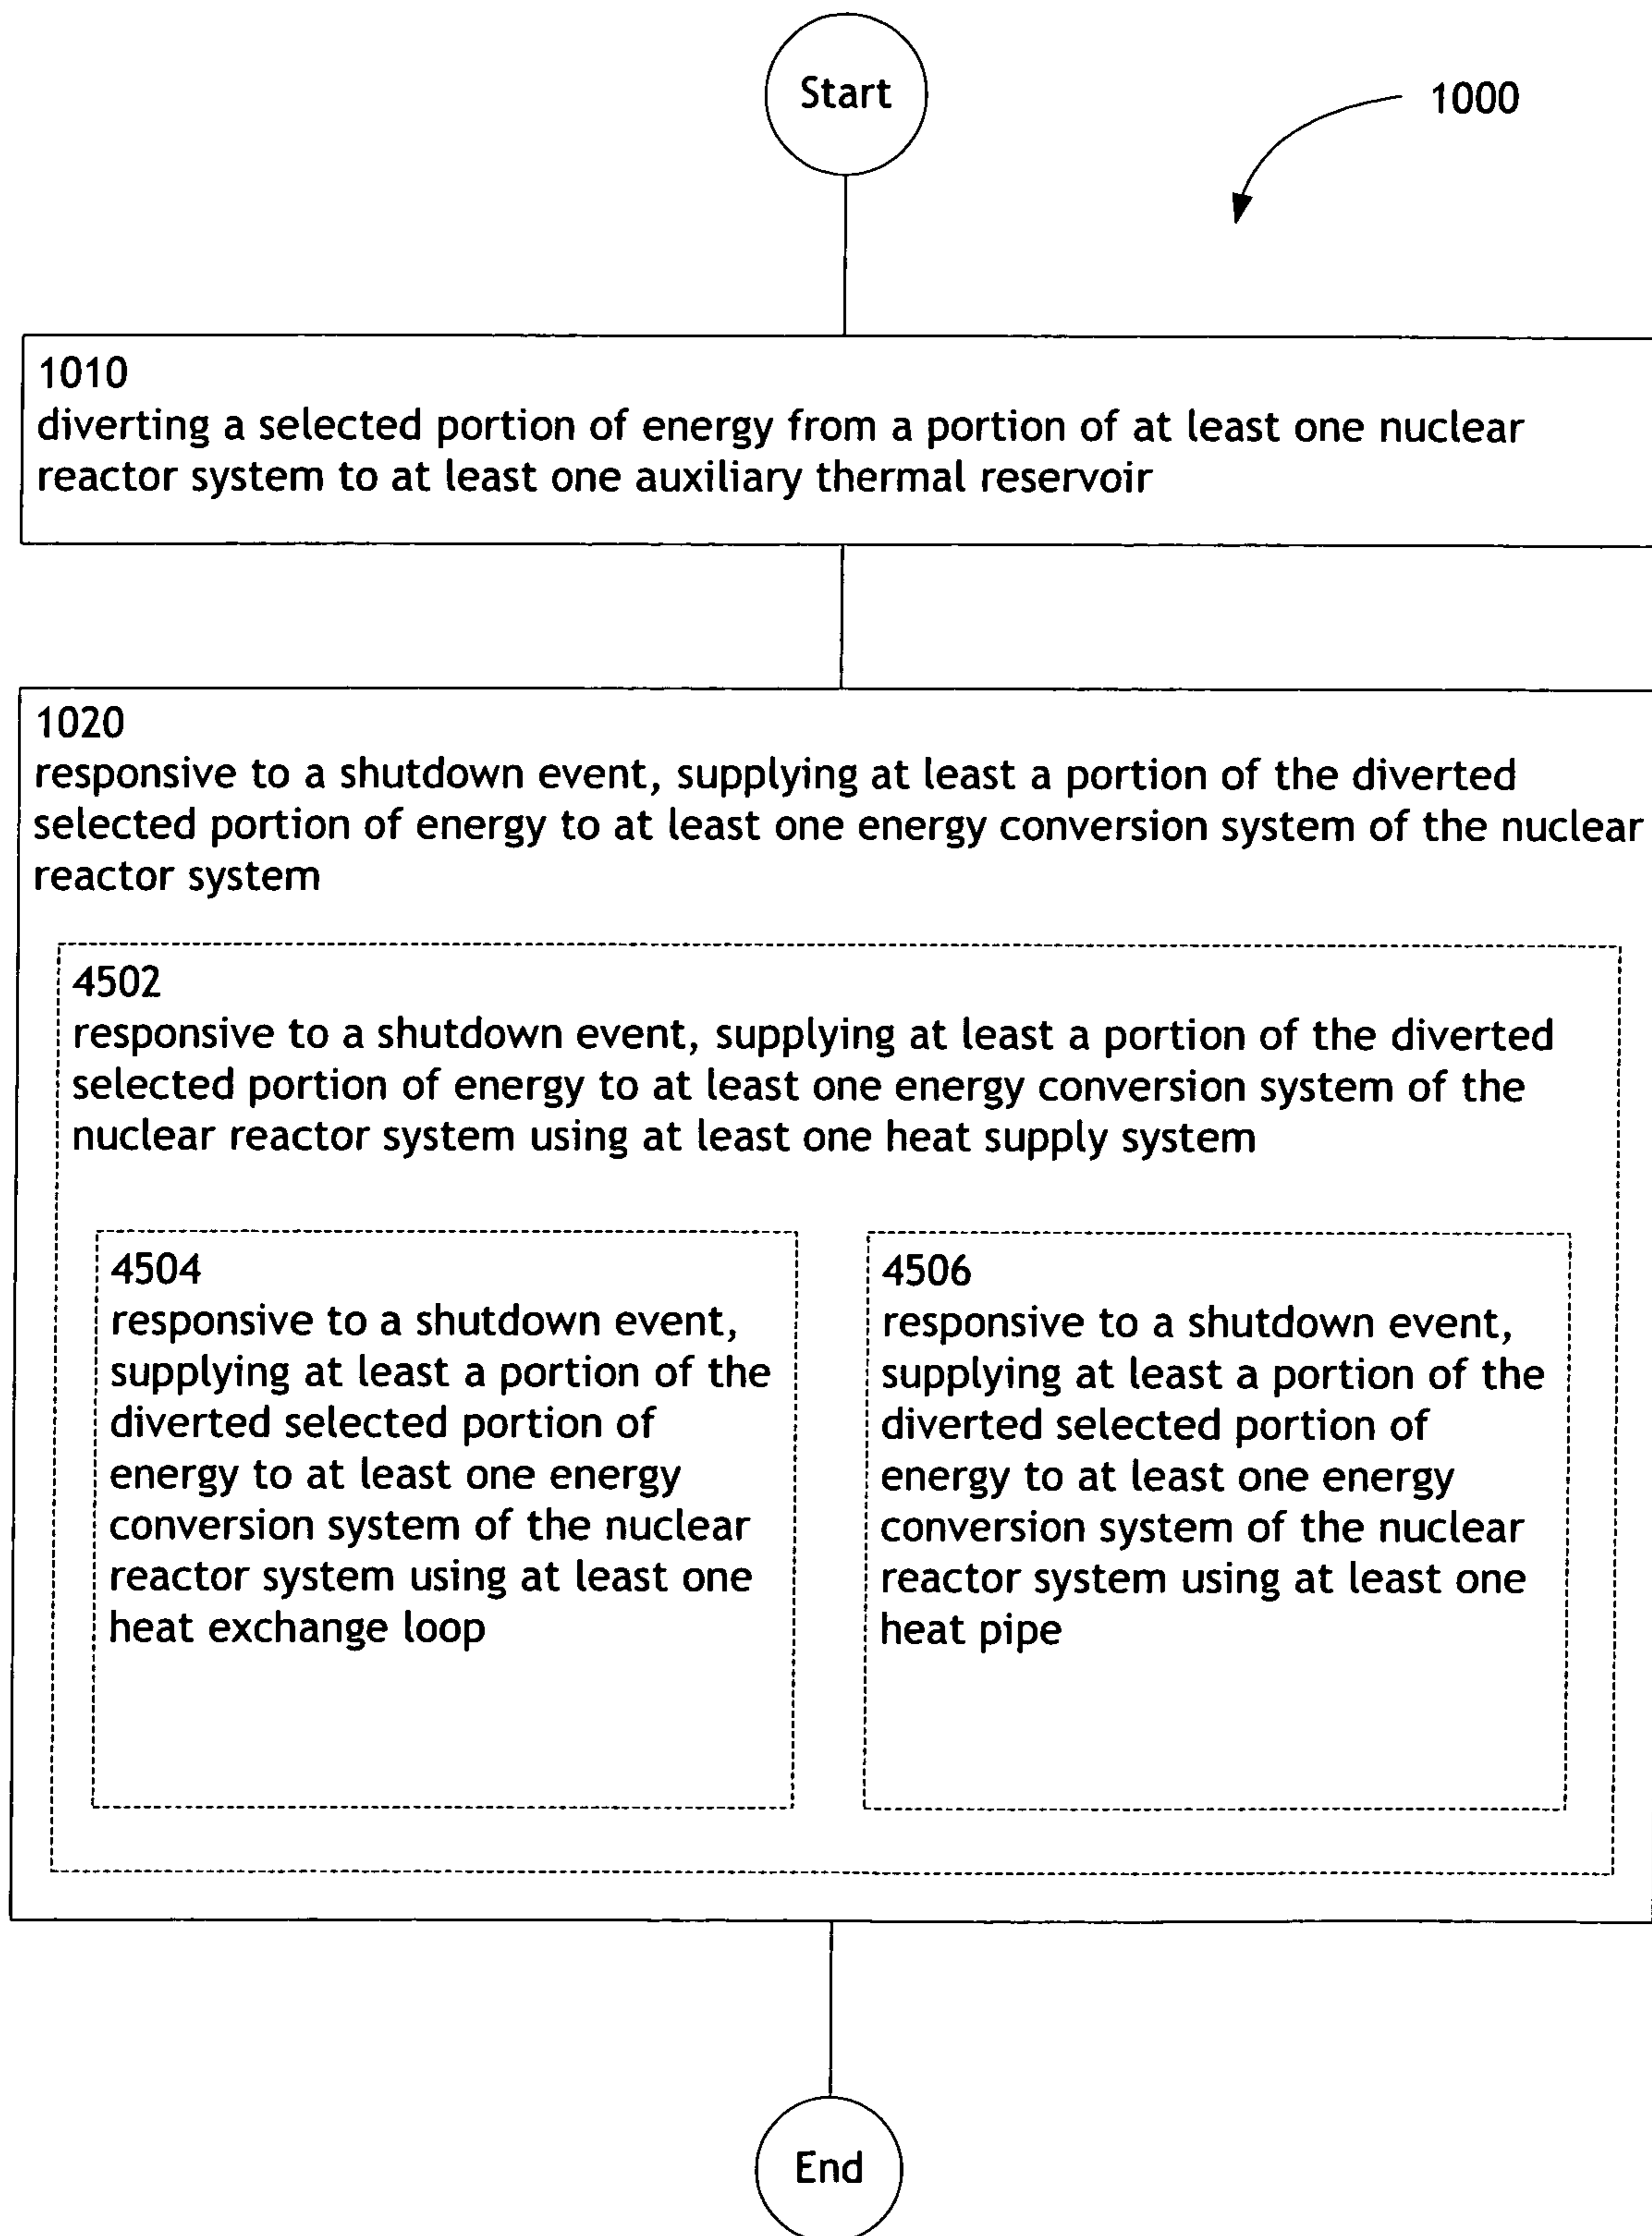 Start
1000
1010
diverting a selected portion of energy from a portion of at least one nuclear
reactor system to at least one auxiliary thermal reservoir
1020
responsive to a shutdown event, supplying at least a portion of the diverted
selected portion of energy to at least one energy conversion system of the nuclear
reactor system
4502
responsive to a shutdown event, supplying at least a portion of the diverted
selected portion of energy to at least one energy conversion system of the
nuclear reactor system using at least one heat supply system
4504
responsive to a shutdown event,
supplying at least a portion of the
diverted selected portion of
energy to at least one energy
conversion system of the nuclear
reactor system using at least one
heat exchange loop
4506
responsive to a shutdown event,
supplying at least a portion of the
diverted selected portion of
energy to at least one energy
conversion system of the nuclear
reactor system using at least one
heat pipe
End